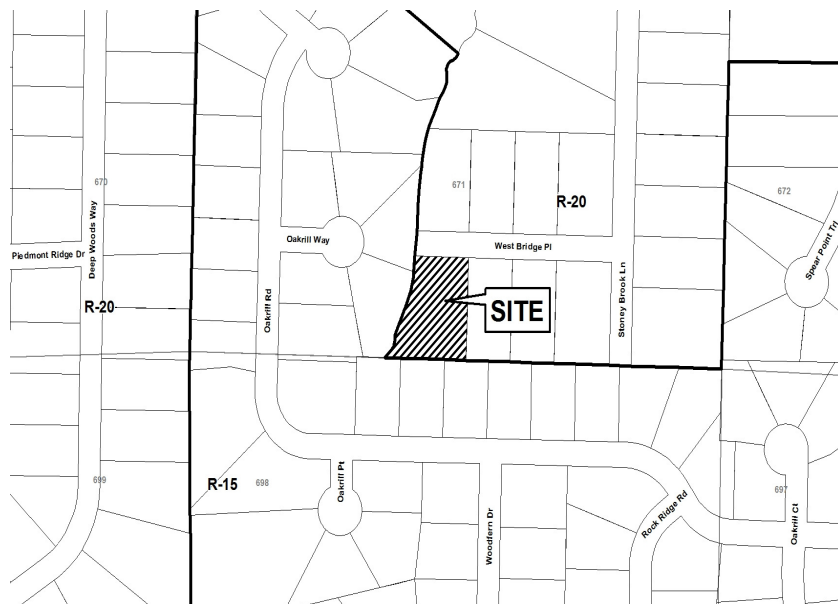 670
671
672
R-20
Oakrill Way
West Bridge Pl
Piedmont Ridge Dr
Deep Woods Way
Spear Point Trl
R-20
Oakrill Rd
SITE
Stoney Brook Ln
R-15
698
699
Oakrill Pt
Woodfern Dr
Rock Ridge Rd
697
Oakrill Ct